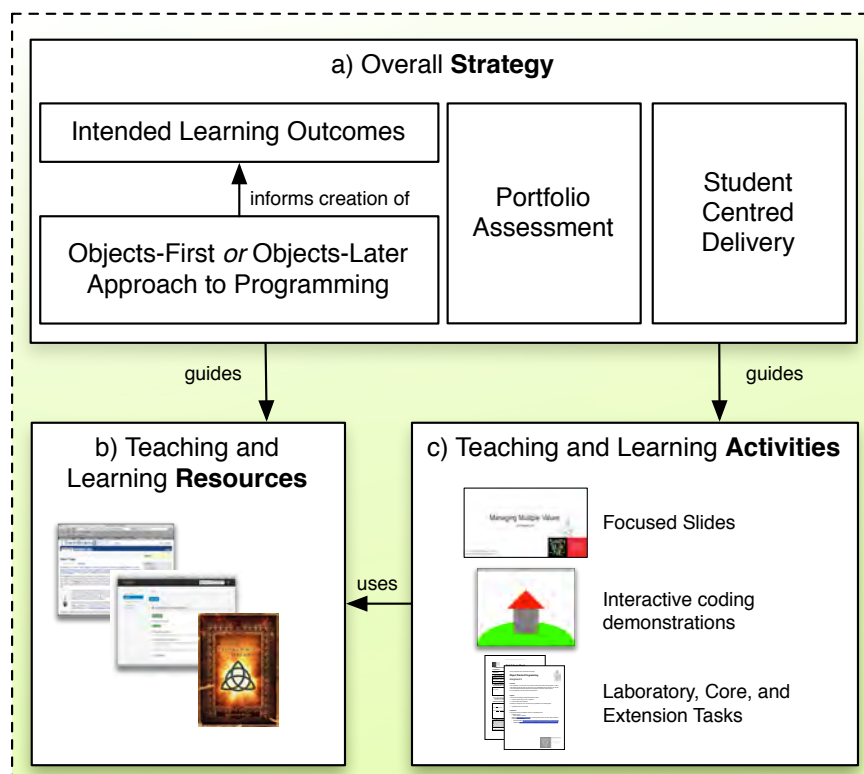 a) Overall Strategy
Intended Learning Outcomes
informs creation of
Objects-First or Objects-Later
Approach to Programming
Portfolio
Assessment
Student
Centred
Delivery
guides
guides
b) Teaching and
Learning Resources
uses
c) Teaching and Learning Activities
Managing Multiple Values
Focused Slides
Interactive coding
demonstrations
Laboratory, Core, and
Extension Tasks